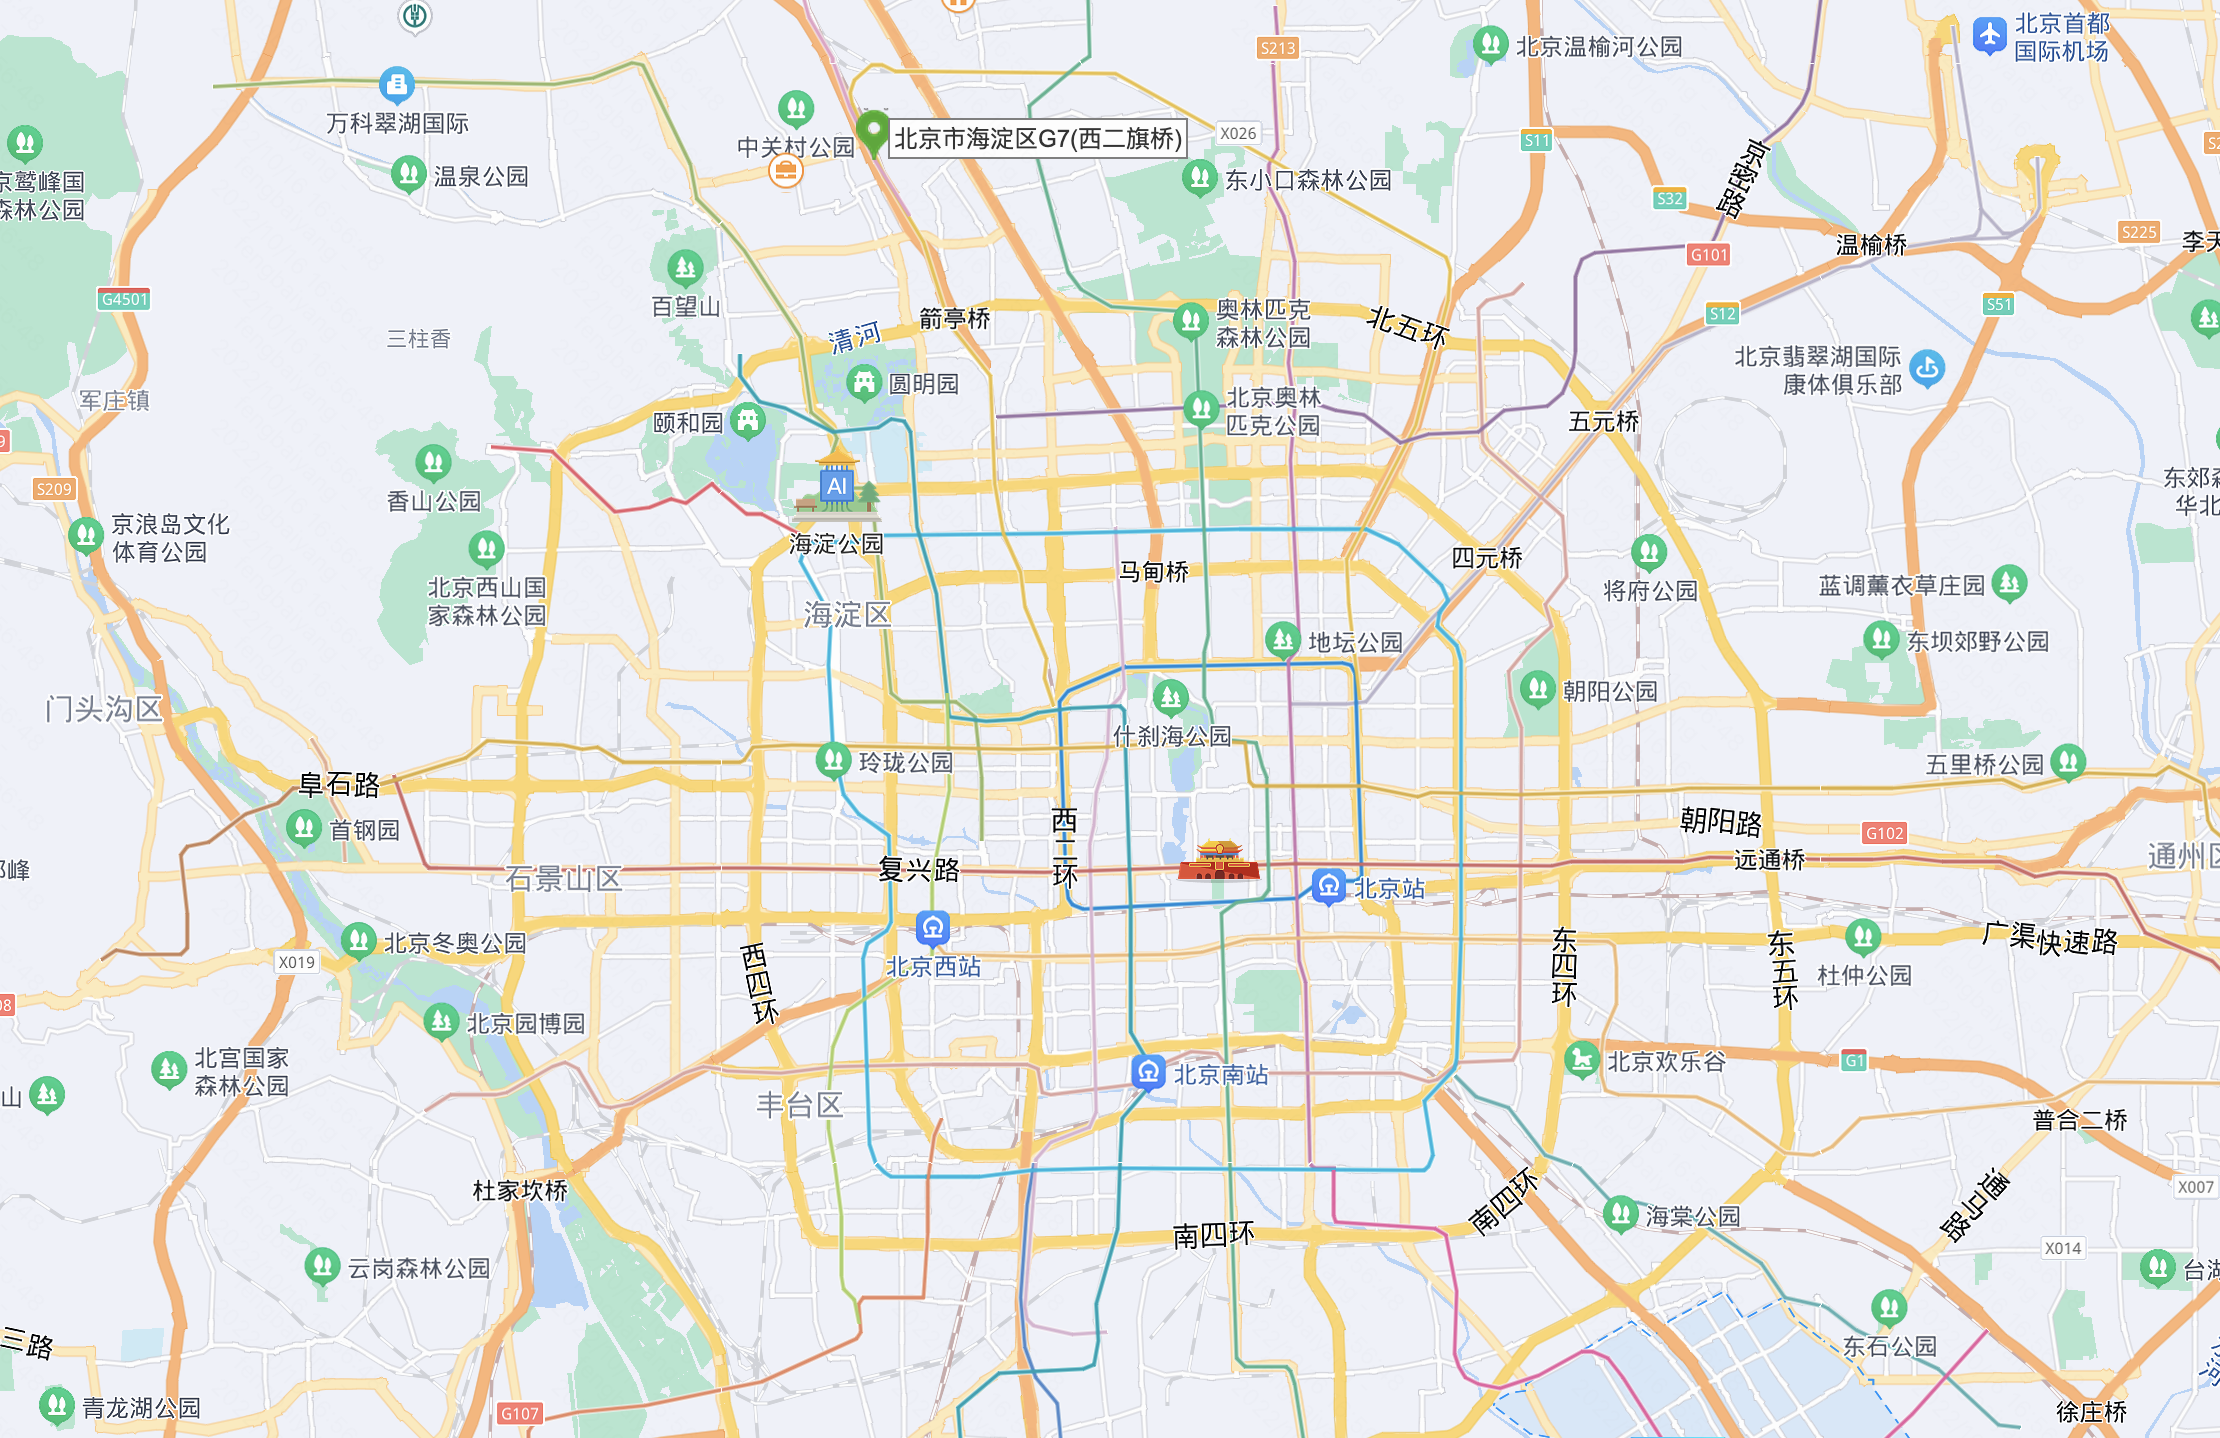 北京首都
国际机场
S213
北京温榆河公园
万科翠湖国际
中关村公园
北京市海淀区G7(西二旗桥)
X026
S11
京密路
温泉公园
东小口森林公园
S32
森林公园
G101
温榆桥
S225
百望山
G4501
三柱香
清河
箭亭桥
奥林匹克
森林公园
北五环
S12
S51
北京翡翠湖国际
康体俱乐部
军庄镇
圆明园
颐和园
北京奥林
匹克公园
五元桥
S209
香山公园
AI
京浪岛文化
体育公园
海淀公园
马甸桥
四元桥
北京西山国
家森林公园
海淀区
将府公园
蓝调薰衣草庄园
地坛公园
东坝郊野公园
门头沟区
朝阳公园
什刹海公园
玲珑公园
五里桥公园
阜石路
首钢园
西二环
朝阳路
G102
远通桥
通州区
石景山区
复兴路
北京站
北京冬奥公园
X019
北京西站
西四环
东四环
东五环
广渠快速路
杜仲公园
北京园博园
北宫国家
森林公园
山
北京南站
北京欢乐谷
G1
丰台区
普合二桥
杜家坎桥
南四环
南四环
海棠公园
通马路
X007
X014
云岗森林公园
台湖
三路
东石公园
青龙湖公园
G107
徐庄桥